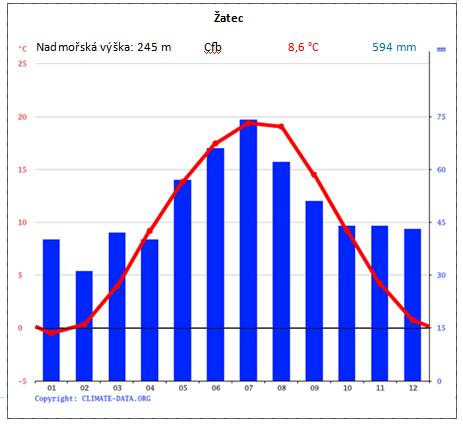 Žatec
Nadmořská výška: 245 m Cfb 8,6 °C 594 mm
°C mm
25
20 75
15 60
10 45
5 30
0 15
-5 0
01 02 03 04 05 06 07 08 09 10 11 12
Copyright: CLIMATE-DATA.ORG